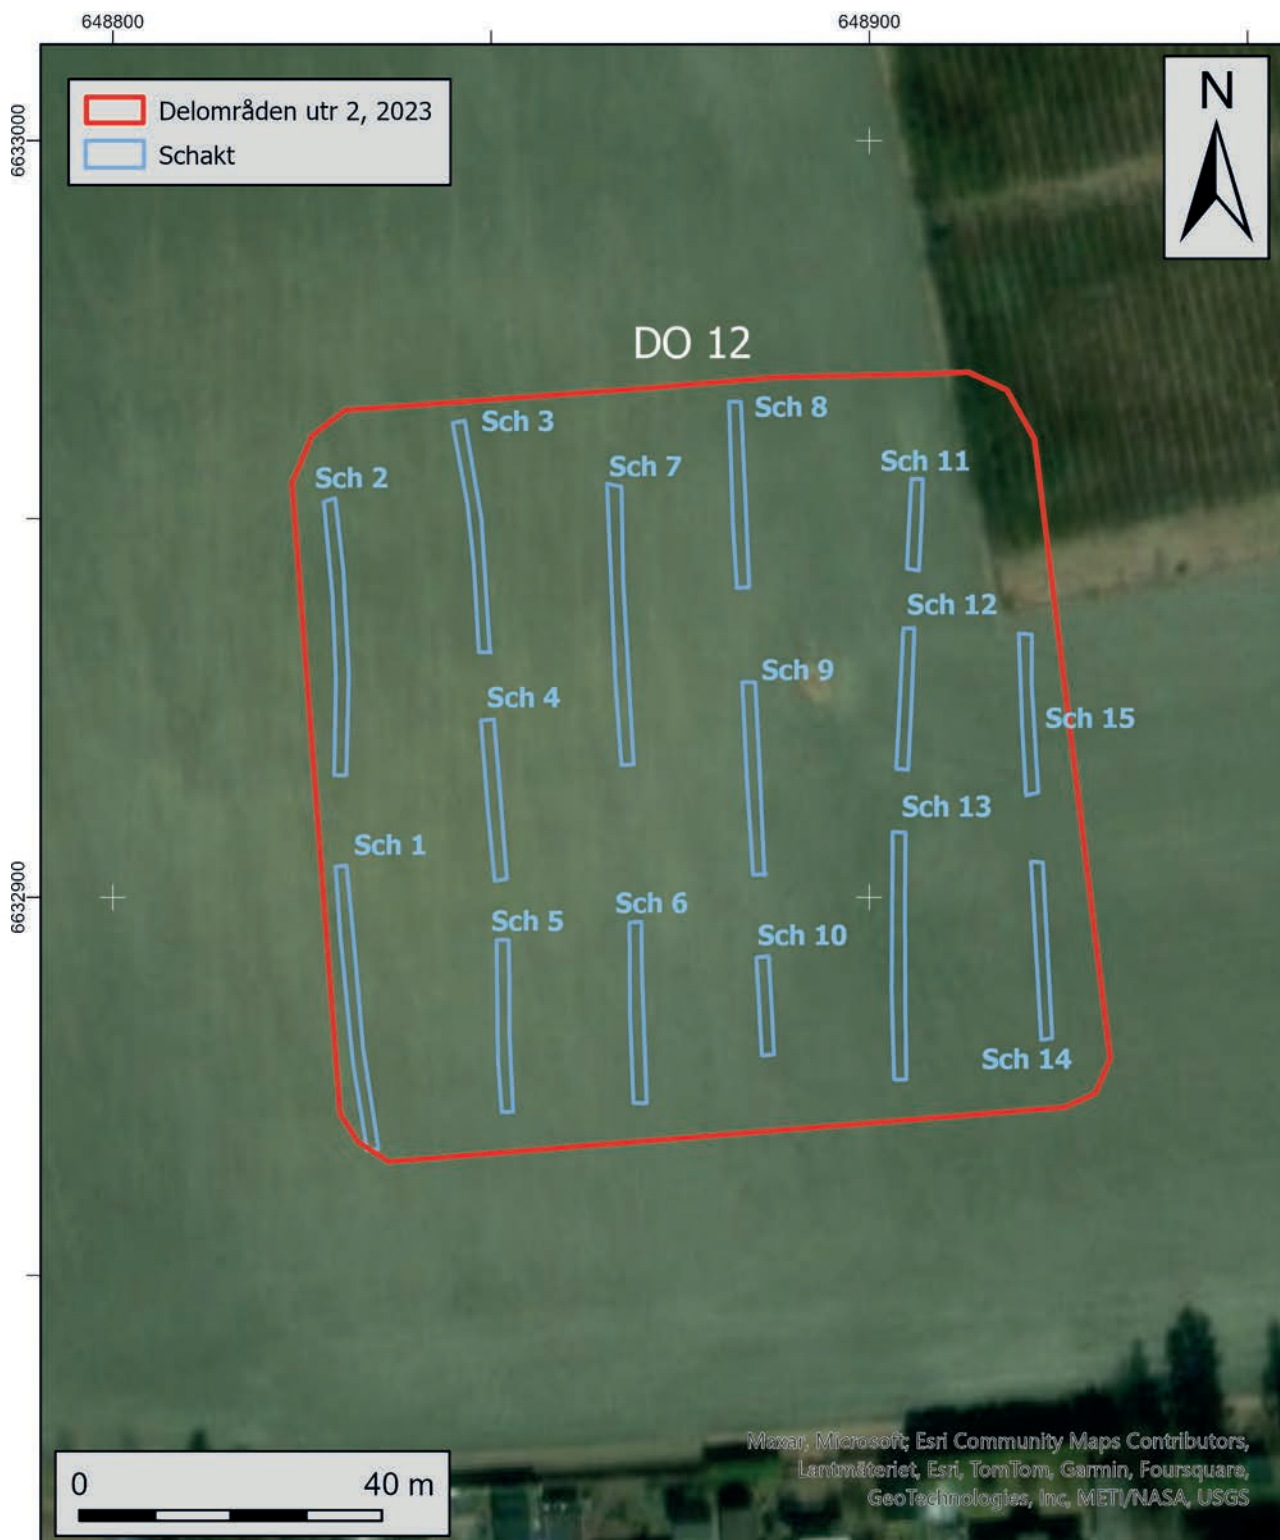 648800
648900
6633000
Delområden utr 2, 2023
Schakt
N
DO 12
Sch 8
Sch 3
Sch 11
Sch 7
Sch 2
Sch 12
Sch 9
Sch 4
Sch 15
Sch 13
Sch 1
6632900
Sch 6
Sch 5
Sch 10
Sch 14
Maxar, Microsoft, Esri Community Maps Contributors,
Lantmäteriet, Esri, TomTom, Garmin, Foursquare,
GeoTechnologies, Inc, METI/NASA, USGS
0 40 m